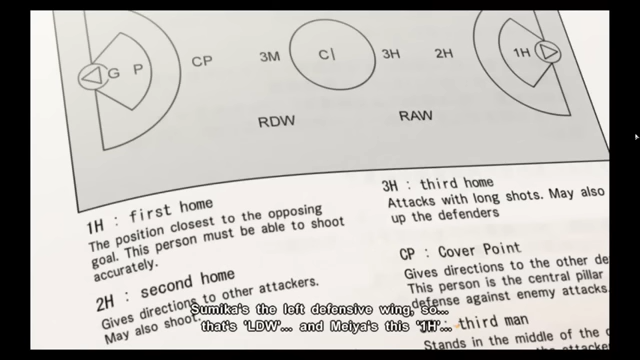 G P CP 3M C 3H 2H 1H
RDW RAW
1H : first home
The position closest to the opposing
goal. This person must be able to shoot
accurately.
2H : second home
Gives directions to other attackers.
May also shoot.
3H : third home
Attacks with long shots. May also
up the defenders
CP : Cover Point
Gives directions to the other de
This person is the central pillar
defense against enemy attacks.
: third man
Stands in the middle of the
Sumika's the left defensive wing, so...
that's 'LDW'... and Meiya's this '1H'...